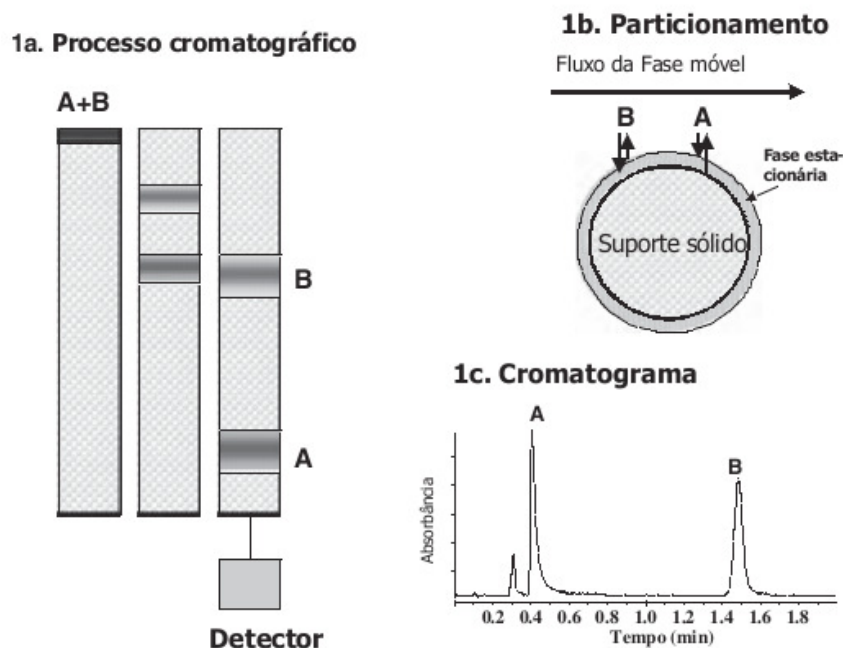 1a. Processo cromatográfico
A+B
B
A
Detector
1b. Particionamento
Fluxo da Fase móvel
B A
Fase esta-
cionária
Suporte sólido
1c. Cromatograma
A
B
Absorbância
0.2 0.4 0.6 0.8 1.0 1.2 1.4 1.6 1.8
Tempo (min)